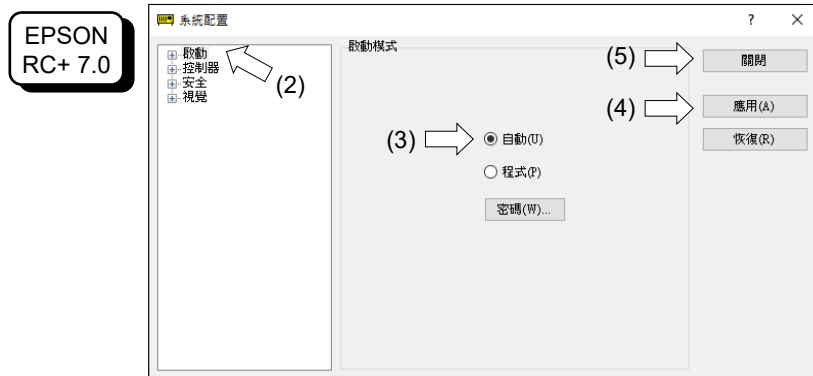 EPSON
RC+ 7.0
系統配置
?
啟動
控制器
安全
視覺
(2)
啟動模式
(3)
自動(U)
程式(P)
密碼(W)...
(5)
關閉
(4)
應用(A)
恢復(R)